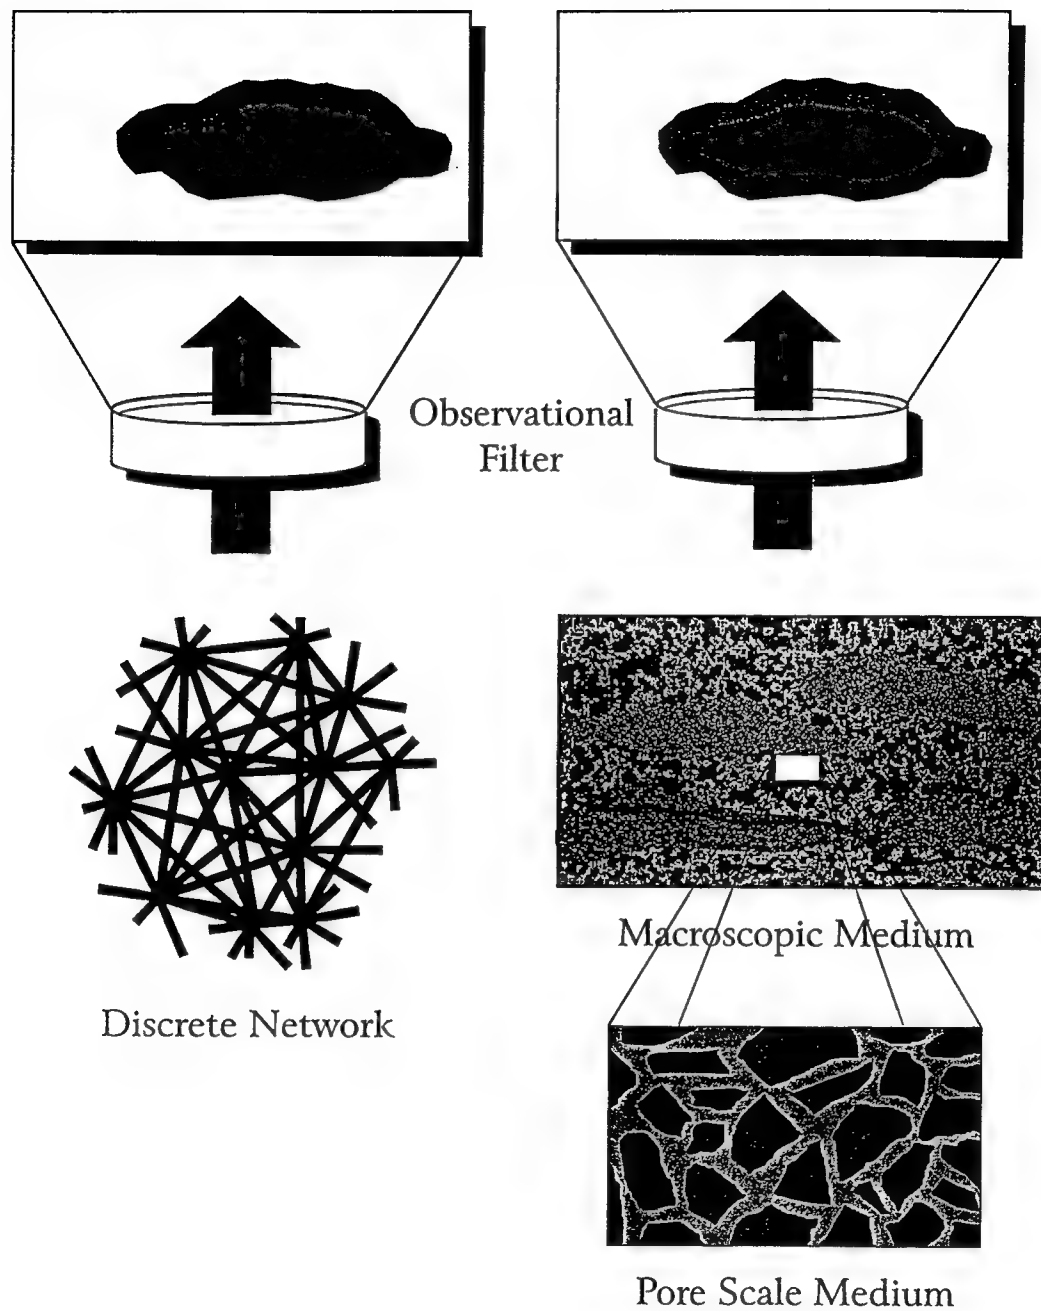 Observational
Filter
Macroscopic Medium
Discrete Network
Pore Scale Medium